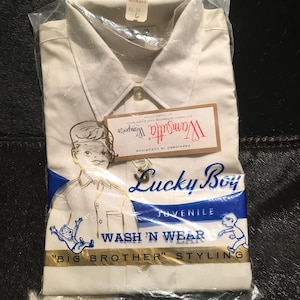 Wamsutta
Lucky Boy
JUVENILE
WASH 'N WEAR
"BIG BROTHER" STYLING